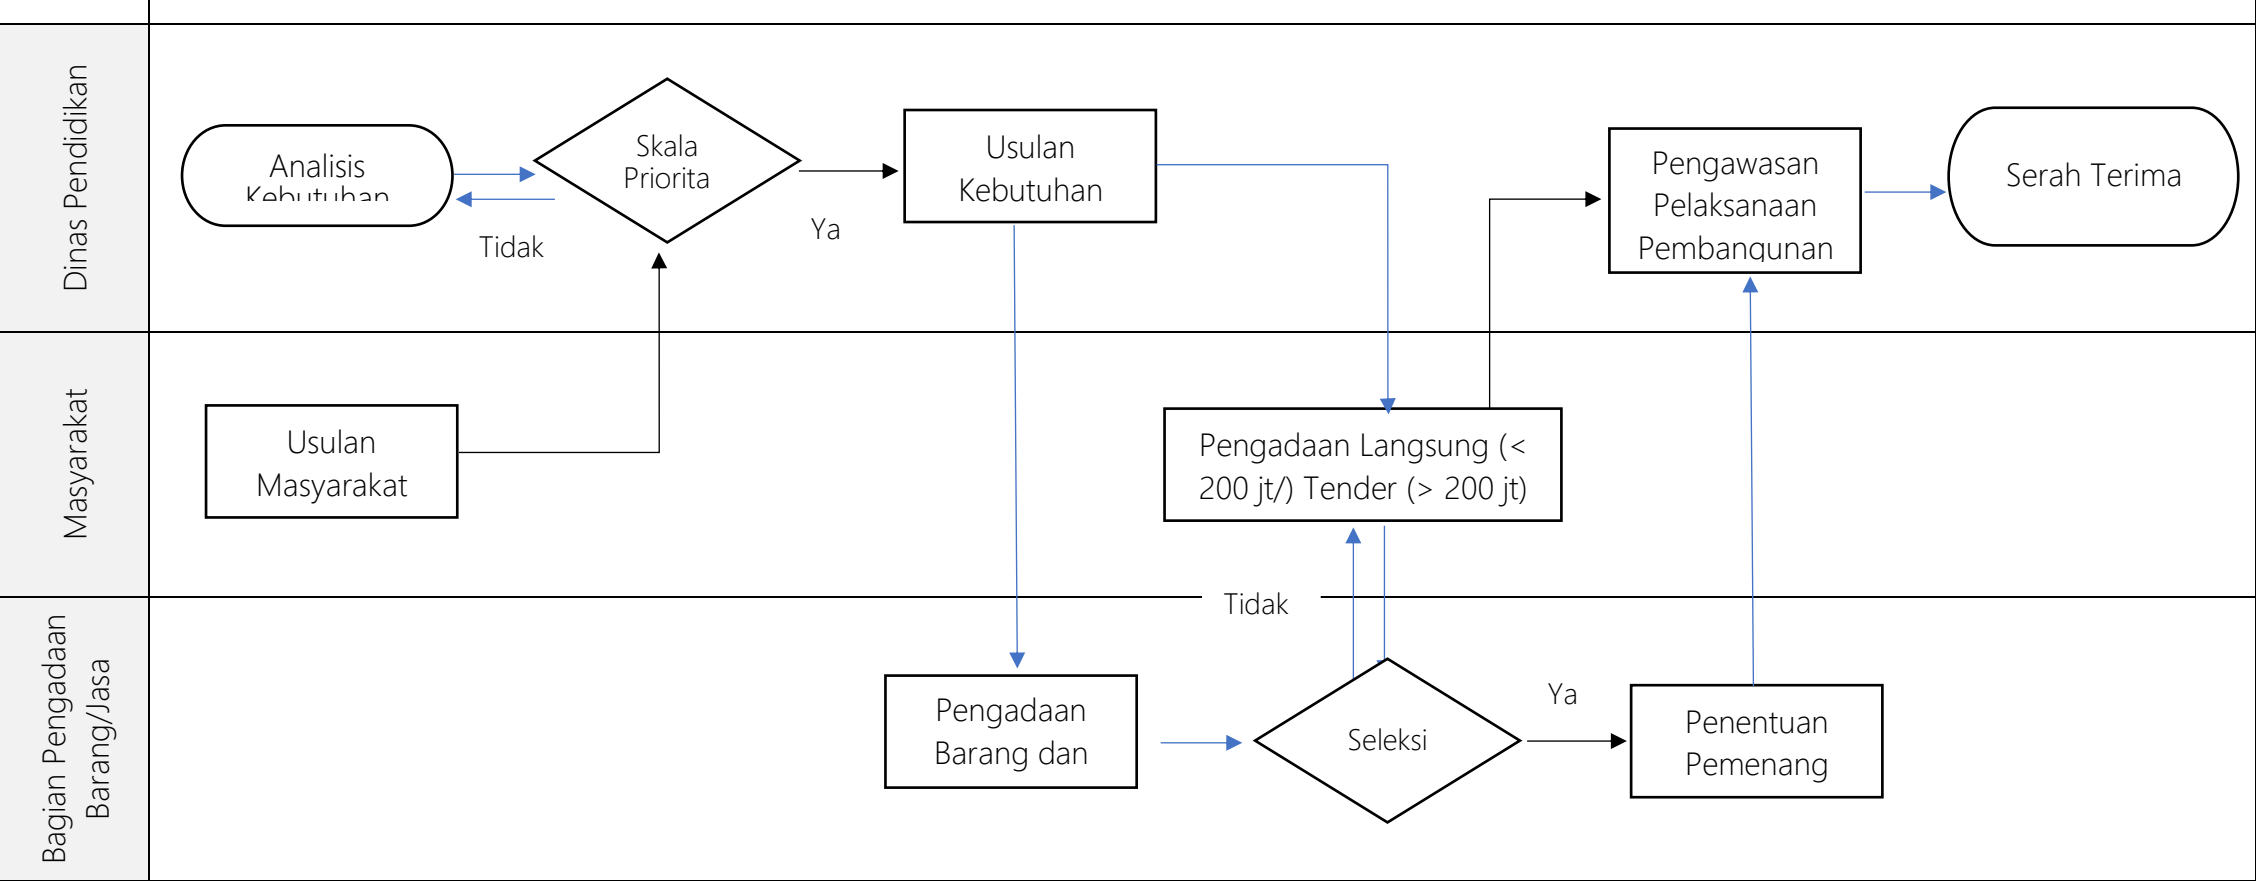 Dinas Pendidikan
Analisis
Kebutuhan
Skala
Priorita
Tidak
Ya
Usulan
Kebutuhan
Pengawasan
Pelaksanaan
Pembangunan
Serah Terima
Masyarakat
Usulan
Masyarakat
Pengadaan Langsung (<
200 jt/) Tender (> 200 jt)
Tidak
Bagian Pengadaan
Barang/Jasa
Pengadaan
Barang dan
Seleksi
Ya
Penentuan
Pemenang